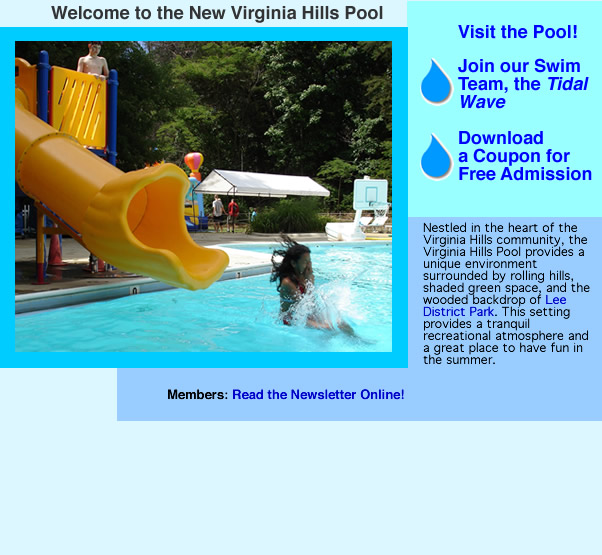 Welcome to the New Virginia Hills Pool
Visit the Pool!
Join our Swim
Team, the Tidal
Wave
Download
a Coupon for
Free Admission
Nestled in the heart of the
Virginia Hills community, the
Virginia Hills Pool provides a
unique environment
surrounded by rolling hills,
shaded green space, and the
wooded backdrop of Lee
District Park. This setting
provides a tranquil
recreational atmosphere and
a great place to have fun in
the summer.
Members: Read the Newsletter Online!